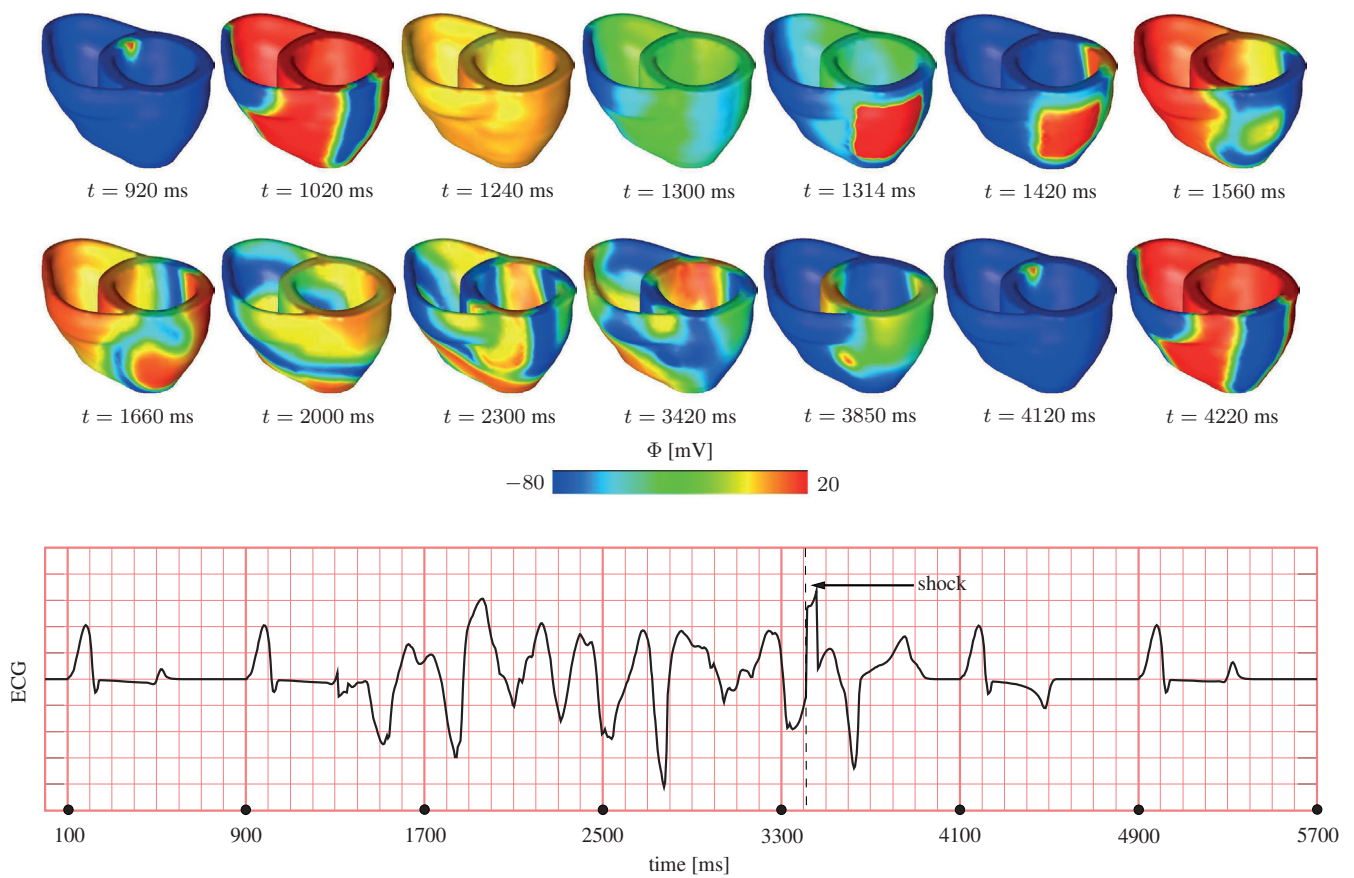 t = 920 ms t = 1020 ms t = 1240 ms t = 1300 ms t = 1314 ms t = 1420 ms t = 1560 ms
t = 1660 ms t = 2000 ms t = 2300 ms t = 3420 ms t = 3850 ms t = 4120 ms t = 4220 ms
Φ [mV]
−80 20
shock
ECG
100 900 1700 2500 3300 4100 4900 5700
time [ms]